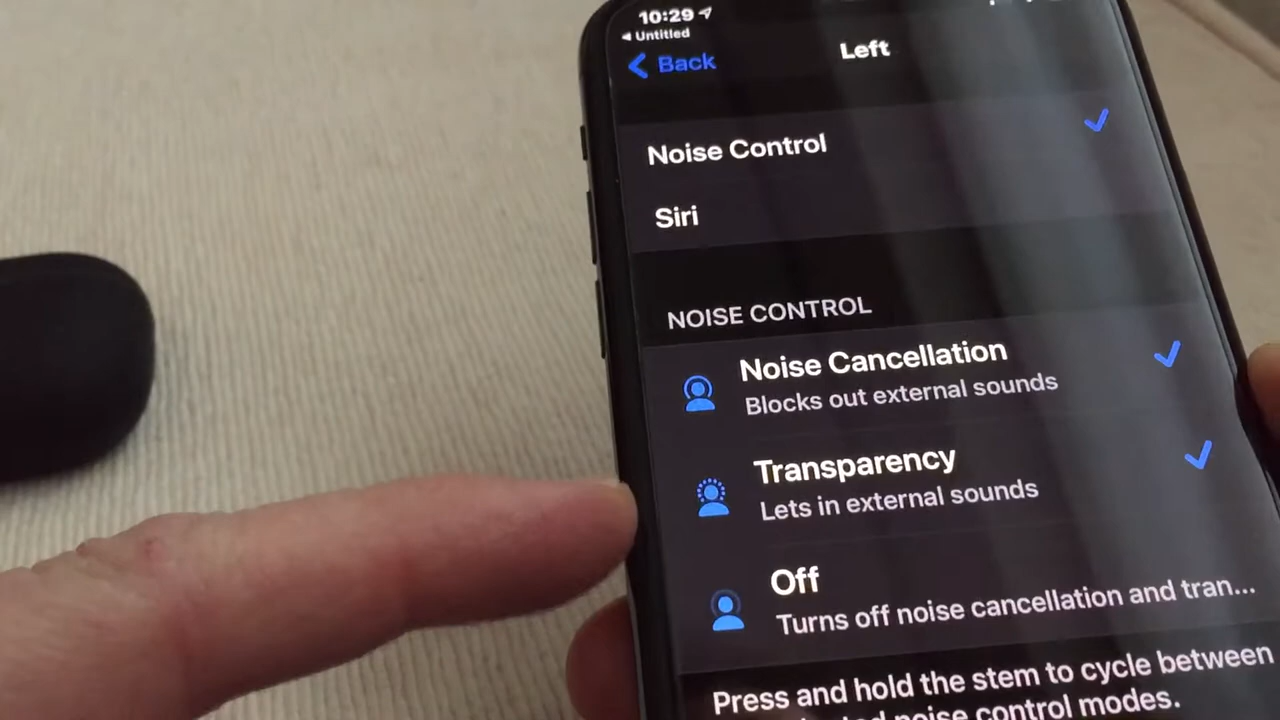 10:29
Untitled
Back
Left
Noise Control
Siri
NOISE CONTROL
Noise Cancellation
Blocks out external sounds
Transparency
Lets in external sounds
Off
Turns off noise cancellation and tran...
Press and hold the stem to cycle between
noise control modes.